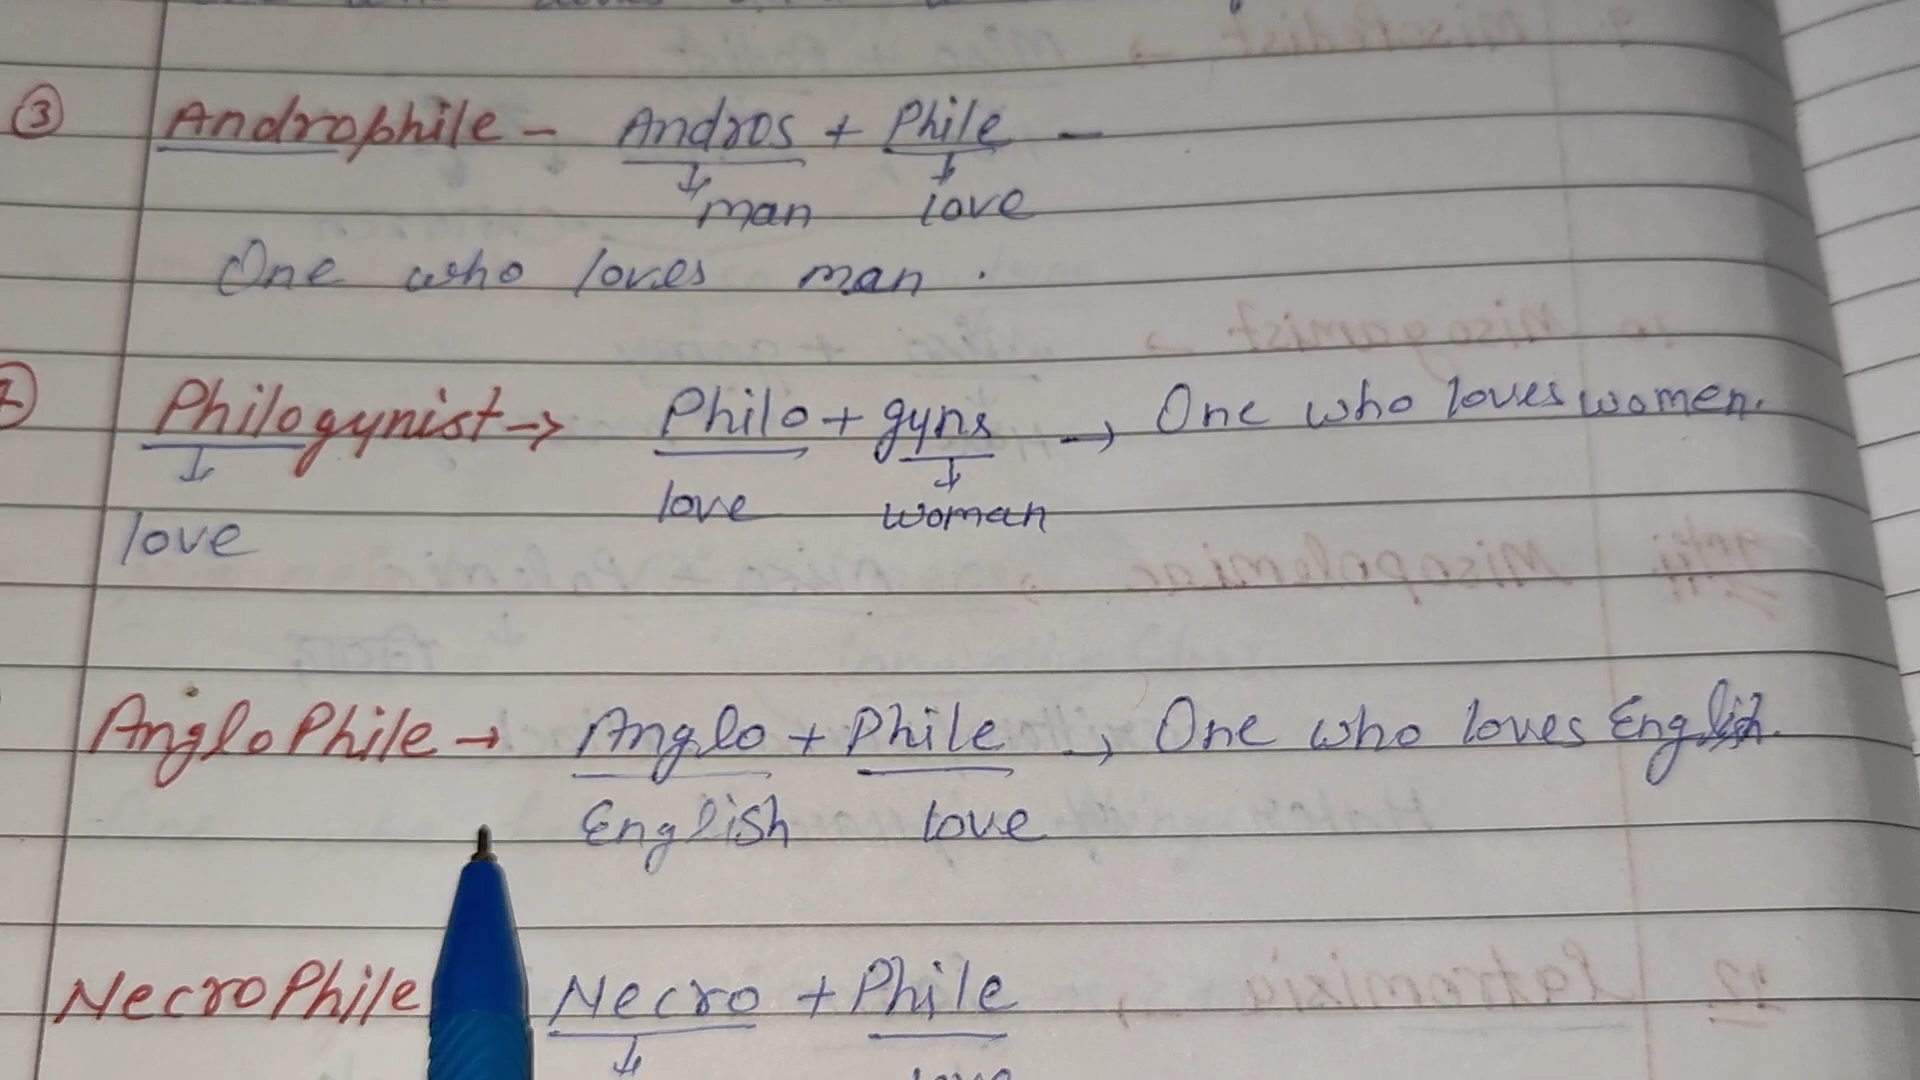 ③ Androphile - Andros + Phile -
man love
One who loves man.
Philogynist → Philo + gyns → One who loves women.
love woman
love
AngloPhile → Anglo + Phile → One who loves English.
English love
NecroPhile Necro + Phile
love